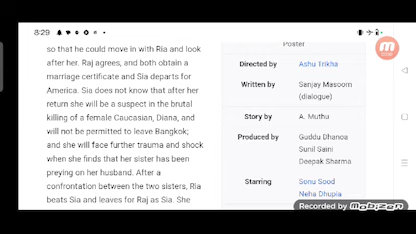 8:29
so that he could move in with Ria and look
after her. Raj agrees, and both obtain a
marriage certificate and Sia departs for
America. Sia does not know that after her
return she will be a suspect in the brutal
killing of a female Caucasian, Diana, and
will not be permitted to leave Bangkok;
and she will face further trauma and shock
when she finds that her sister has been
preying on her husband. After a
confrontation between the two sisters, Ria
beats Sia and leaves for Raj as Sia. She
Poster
Directed by Ashu Trikha
Written by Sanjay Masoom
(dialogue)
Story by A. Muthu
Produced by Guddu Dhanoa
Sunil Saini
Deepak Sharma
Starring Sonu Sood
Neha Dhupia
Recorded by Mobizen